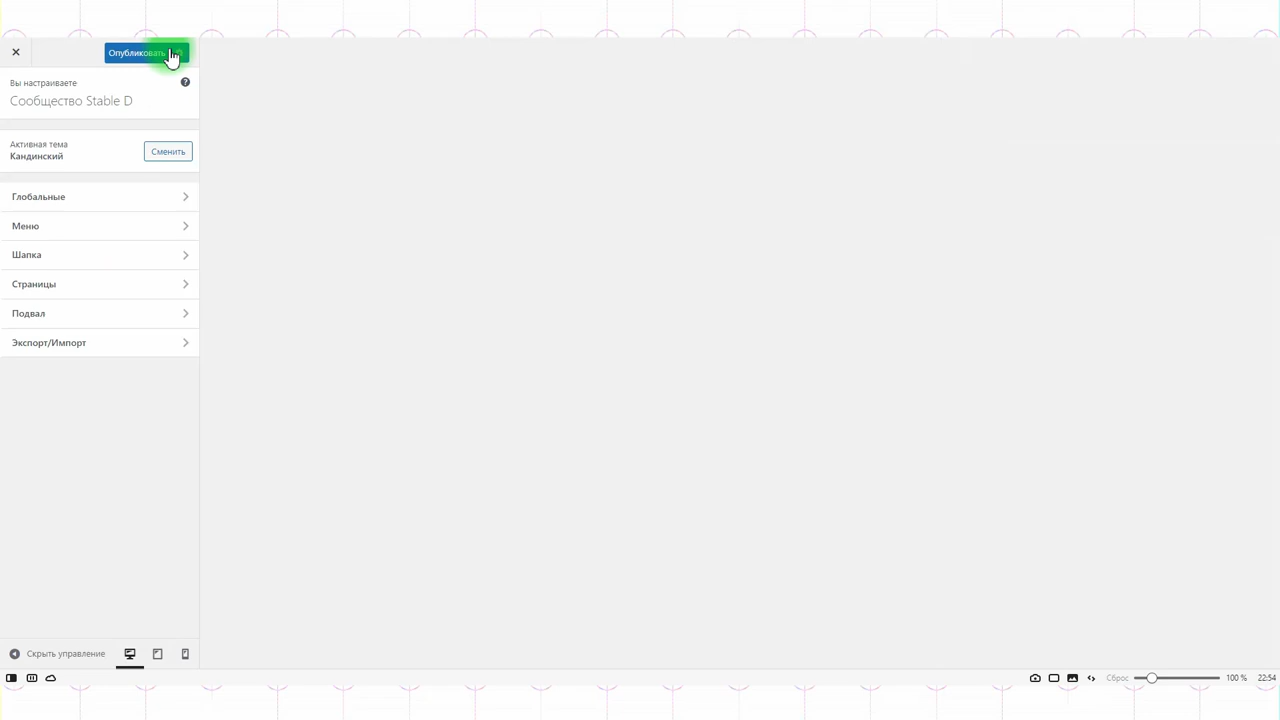 Опубликовать
Вы настраиваете
Сообщество Stable D
Активная тема
Кандинский
Сменить
Глобальные
Меню
Шапка
Страницы
Подвал
Экспорт/Импорт
Скрыть управление
Сброс 100 % 22:54